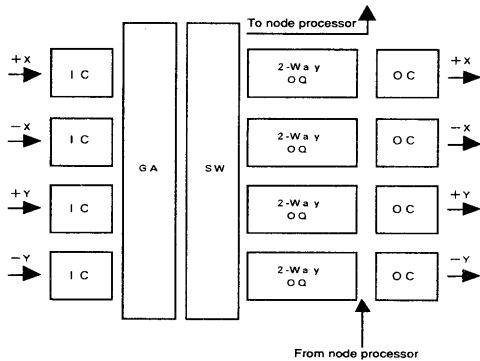 To node processor
+X
IC
2-Way
OQ
OC
+X
−X
IC
2-Way
OQ
OC
−X
GA
SW
+Y
IC
2-Way
OQ
OC
+Y
−Y
IC
2-Way
OQ
OC
−Y
From node processor